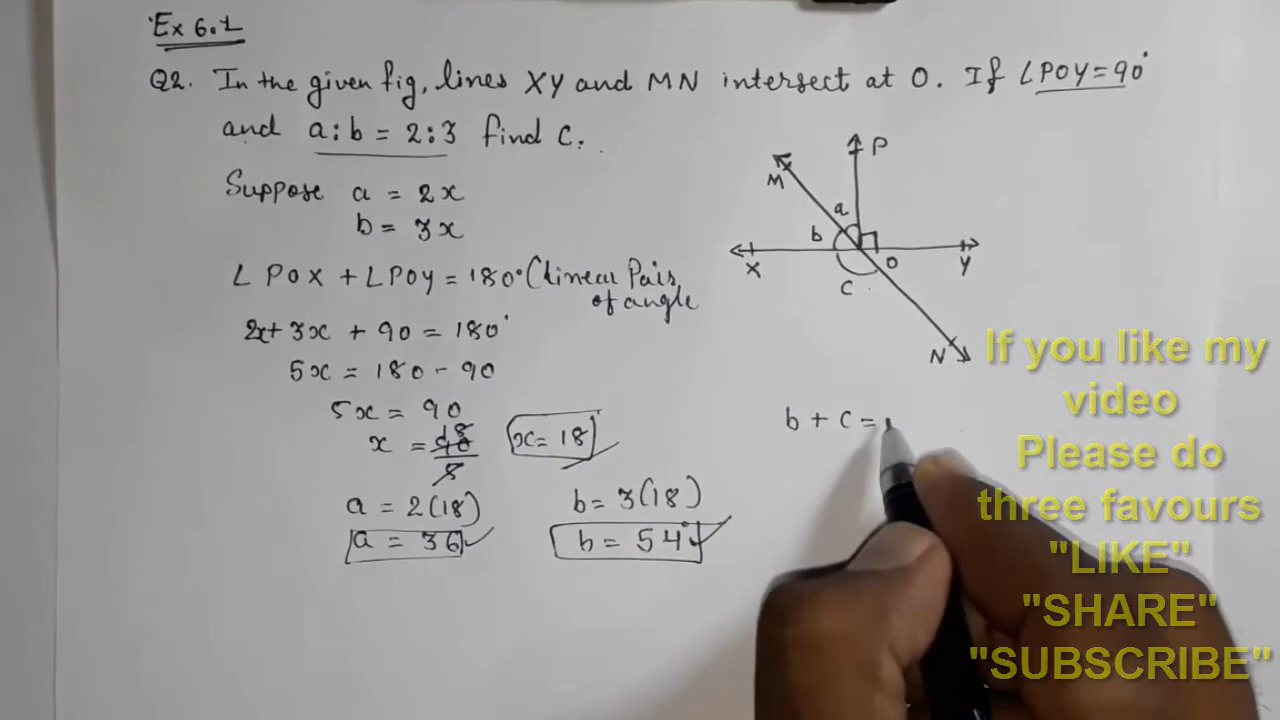 Ex 6.1
Q2. In the given fig, lines XY and MN intersect at O. If ∠POY = 90°
and a:b = 2:3 find C.
Suppose a = 2x
b = 3x
∠POX + ∠POY = 180° (linear Pair
of angle
2x + 3x + 90 = 180°
5x = 180 - 90
5x = 90
x = 90/5 18
x = 18
a = 2(18)
a = 36
b = 3(18)
b = 54°
P
M
a
b
X
O
Y
C
N
b + c =
If you like my
video
Please do
three favours
"LIKE"
"SHARE"
"SUBSCRIBE"